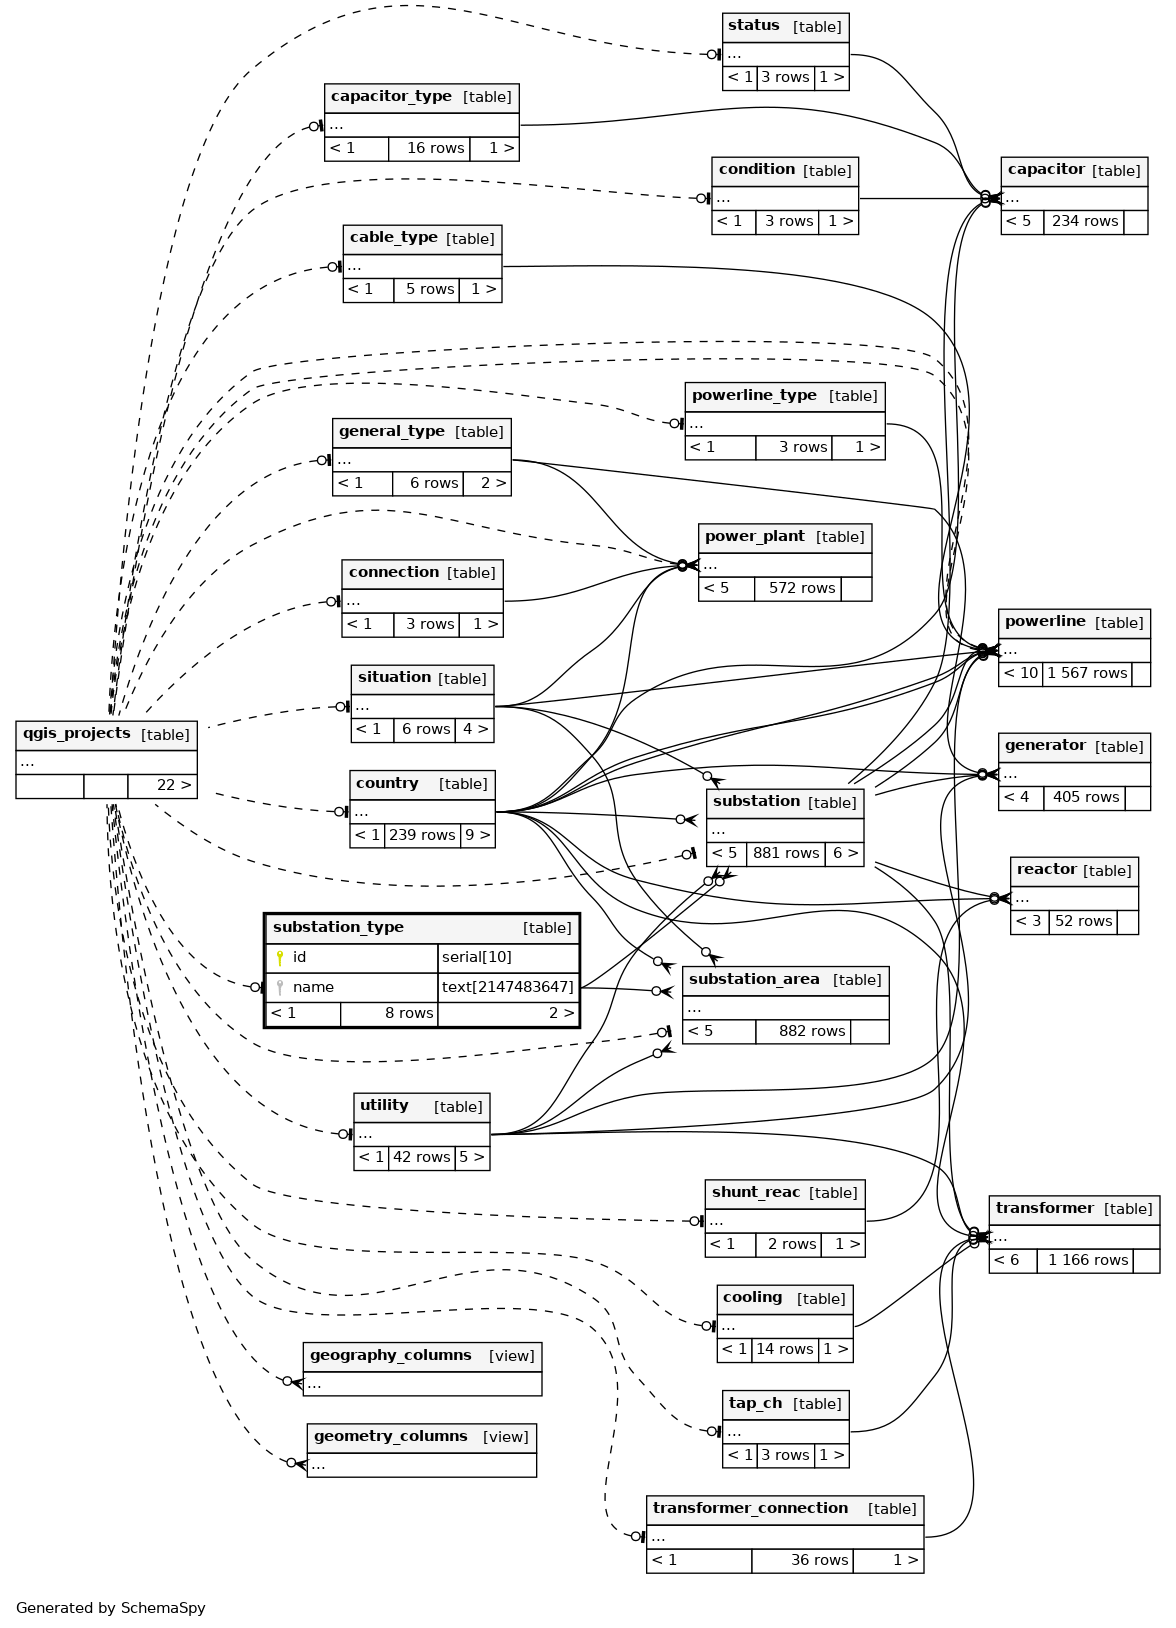 status [table]
...
< 1 3 rows 1 >
capacitor_type [table]
...
< 1 16 rows 1 >
condition [table]
...
< 1 3 rows 1 >
capacitor [table]
...
< 5 234 rows
cable_type [table]
...
< 1 5 rows 1 >
powerline_type [table]
...
< 1 3 rows 1 >
general_type [table]
...
< 1 6 rows 2 >
power_plant [table]
...
< 5 572 rows
connection [table]
...
< 1 3 rows 1 >
powerline [table]
...
< 10 1 567 rows
situation [table]
...
< 1 6 rows 4 >
qgis_projects [table]
...
22 >
generator [table]
...
< 4 405 rows
country [table]
...
< 1 239 rows 9 >
substation [table]
...
< 5 881 rows 6 >
reactor [table]
...
< 3 52 rows
substation_type [table]
id serial[10]
name text[2147483647]
< 1 8 rows 2 >
substation_area [table]
...
< 5 882 rows
utility [table]
...
< 1 42 rows 5 >
shunt_reac [table]
...
< 1 2 rows 1 >
transformer [table]
...
< 6 1 166 rows
cooling [table]
...
< 1 14 rows 1 >
geography_columns [view]
...
tap_ch [table]
...
< 1 3 rows 1 >
geometry_columns [view]
...
transformer_connection [table]
...
< 1 36 rows 1 >
Generated by SchemaSpy